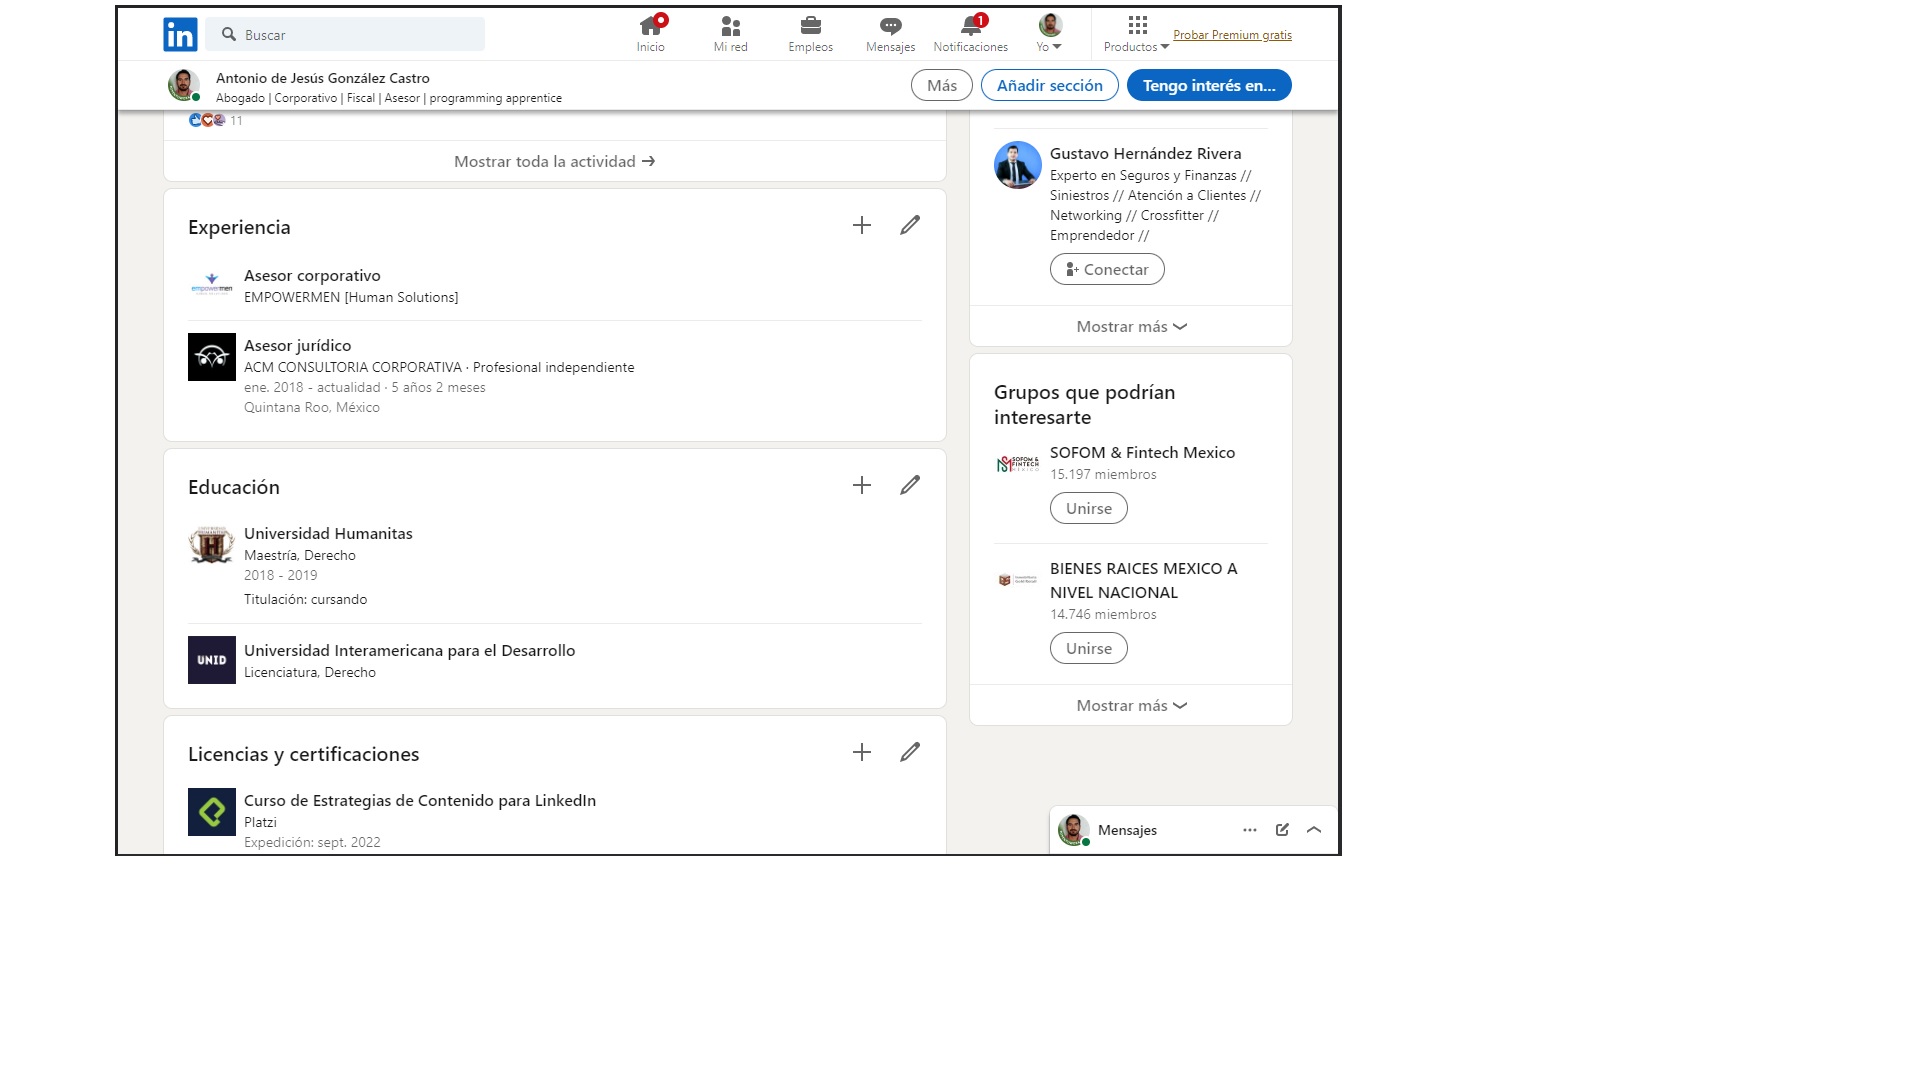 in
Buscar
Inicio
Mi red
Empleos
Mensajes
1
Notificaciones
Yo
Productos
Probar Premium gratis
Antonio de Jesús González Castro
Abogado | Corporativo | Fiscal | Asesor | programming apprentice
Más
Añadir sección
Tengo interés en...
11
Mostrar toda la actividad →
Experiencia
empowermen
Asesor corporativo
EMPOWERMEN [Human Solutions]
Asesor jurídico
ACM CONSULTORIA CORPORATIVA · Profesional independiente
ene. 2018 - actualidad · 5 años 2 meses
Quintana Roo, México
Educación
Universidad Humanitas
Maestría, Derecho
2018 - 2019
Titulación: cursando
UNID
Universidad Interamericana para el Desarrollo
Licenciatura, Derecho
Licencias y certificaciones
Curso de Estrategias de Contenido para LinkedIn
Platzi
Expedición: sept. 2022
Gustavo Hernández Rivera
Experto en Seguros y Finanzas //
Siniestros // Atención a Clientes //
Networking // Crossfitter //
Emprendedor //
Conectar
Mostrar más
Grupos que podrían
interesarte
SOFOM &
FINTECH
MÉXICO
SOFOM & Fintech Mexico
15.197 miembros
Unirse
BIENES RAICES MEXICO A
NIVEL NACIONAL
14.746 miembros
Unirse
Mostrar más
Mensajes